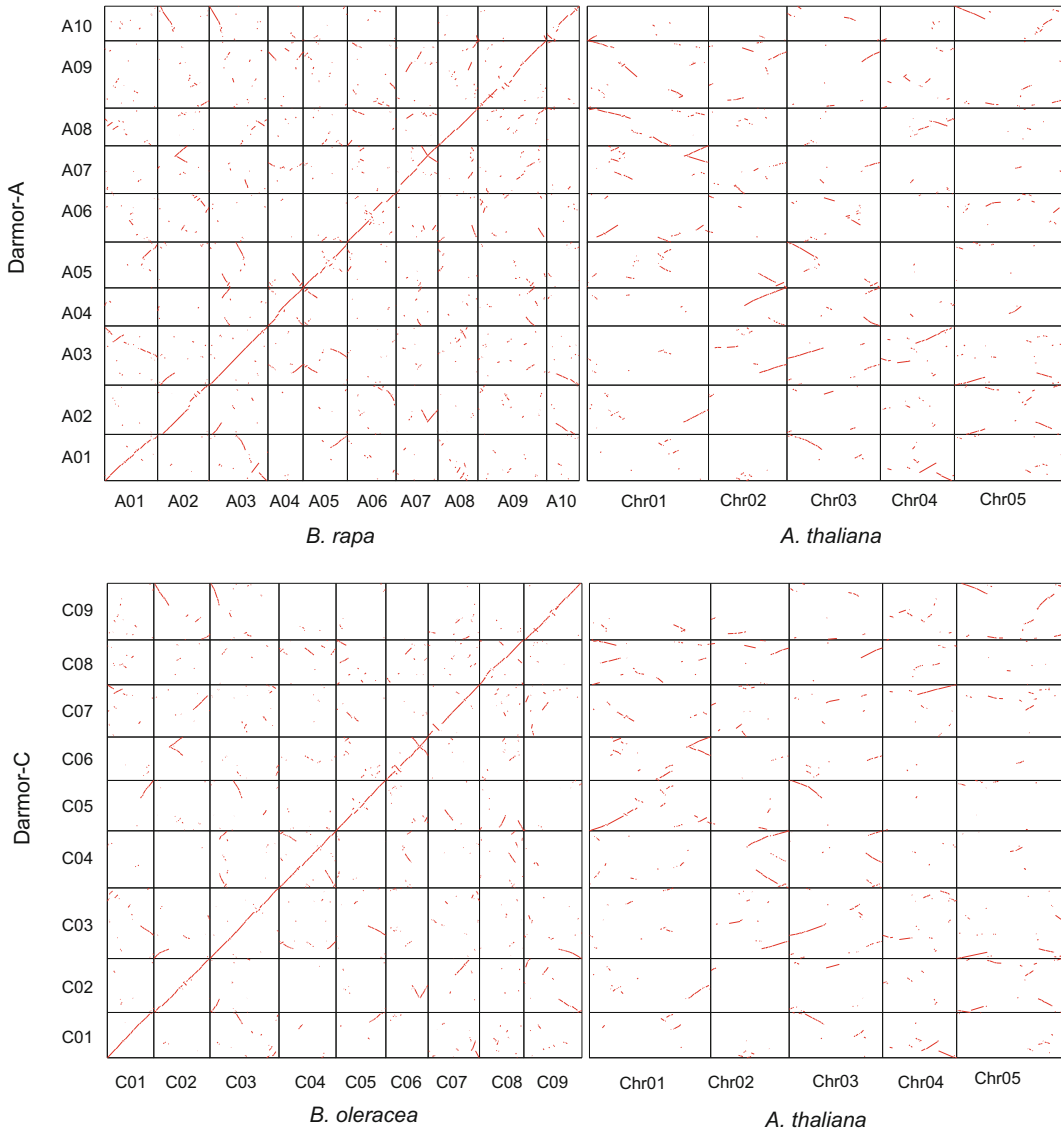 A10
A09
A08
A07
A06
A05
A04
A03
A02
A01
Darmor-A
A01 A02 A03 A04 A05 A06 A07 A08 A09 A10
Chr01 Chr02 Chr03 Chr04 Chr05
B. rapa
A. thaliana
C09
C08
C07
C06
C05
C04
C03
C02
C01
Darmor-C
C01 C02 C03 C04 C05 C06 C07 C08 C09
Chr01 Chr02 Chr03 Chr04 Chr05
B. oleracea
A. thaliana